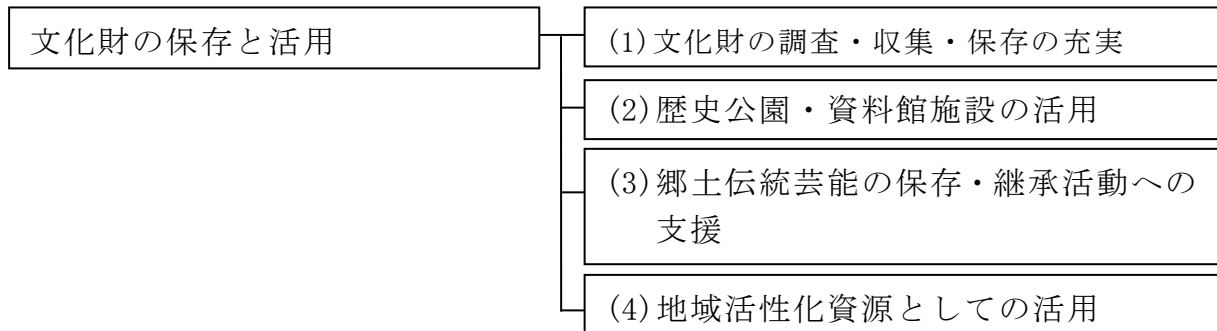 文化財の保存と活用
(1)文化財の調査・収集・保存の充実
(2)歴史公園・資料館施設の活用
(3)郷土伝統芸能の保存・継承活動への
支援
(4)地域活性化資源としての活用